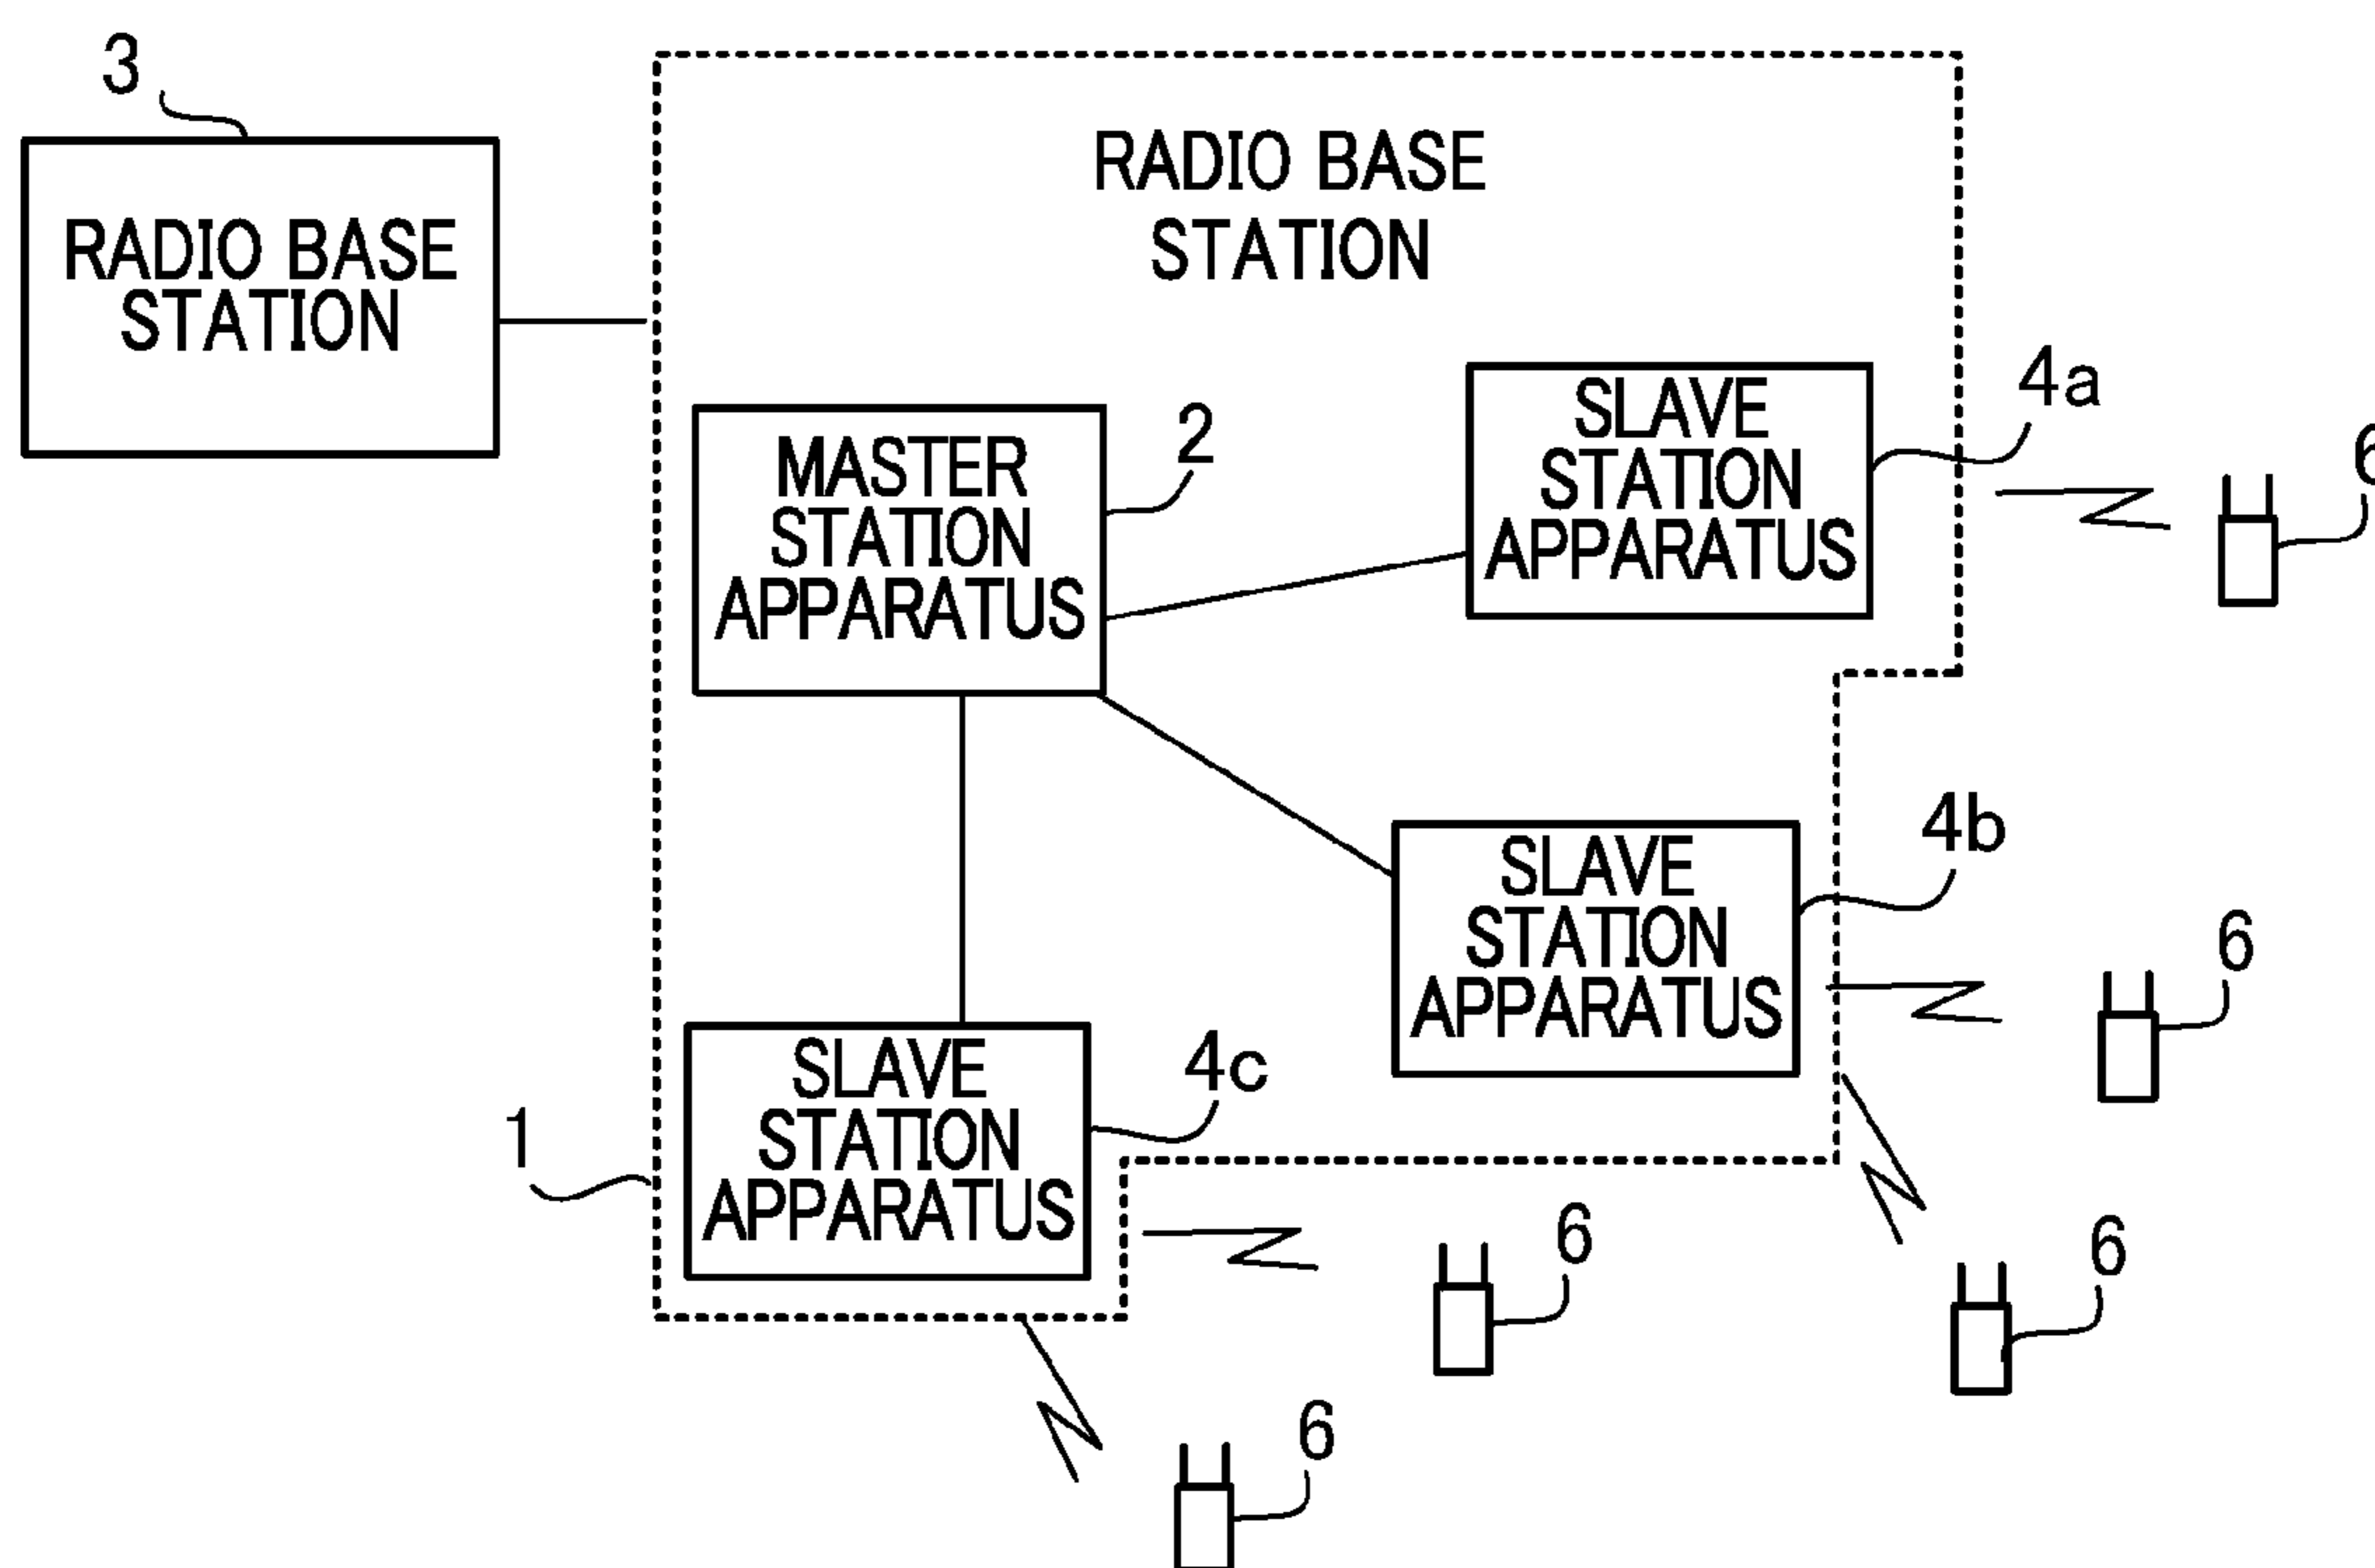 3
RADIO BASE
STATION
RADIO BASE
STATION
MASTER
STATION
APPARATUS
2
SLAVE
STATION
APPARATUS
4a
6
SLAVE
STATION
APPARATUS
4b
6
SLAVE
STATION
APPARATUS
4c
1
6
6
6